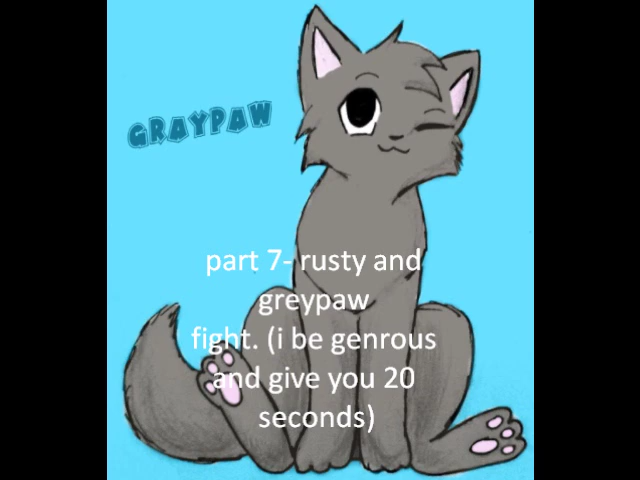 GRAYPAW
part 7- rusty and
greypaw
fight. (i be genrous
and give you 20
seconds)